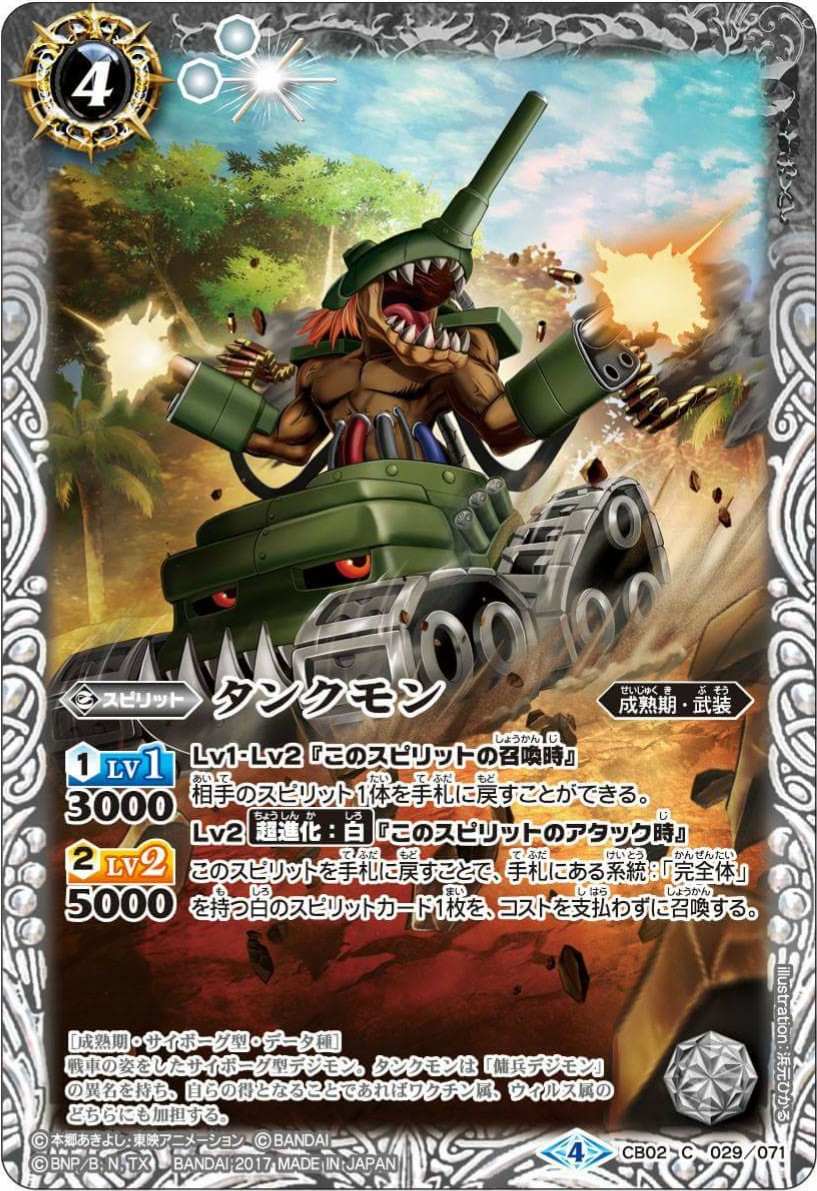 4
スピリット
タンクモン
成熟期・武装
1 LV1
3000
Lv1・Lv2『このスピリットの召喚時』
相手のスピリット1体を手札に戻すことができる。
Lv2 超進化：白 『このスピリットのアタック時』
2 LV2
5000
このスピリットを手札に戻すことで、手札にある系統：「完全体」
を持つ白のスピリットカード1枚を、コストを支払わずに召喚する。
illustration：浜元ひかる
［成熟期・サイボーグ型・データ種］
戦車の姿をしたサイボーグ型デジモン。タンクモンは「傭兵デジモン」
の異名を持ち、自らの得となることであればワクチン属、ウィルス属の
どちらにも加担する。
©本郷あきよし・東映アニメーション ©BANDAI
©BNP/B, N, TX BANDAI 2017 MADE IN JAPAN
4
CB02 C 029/071